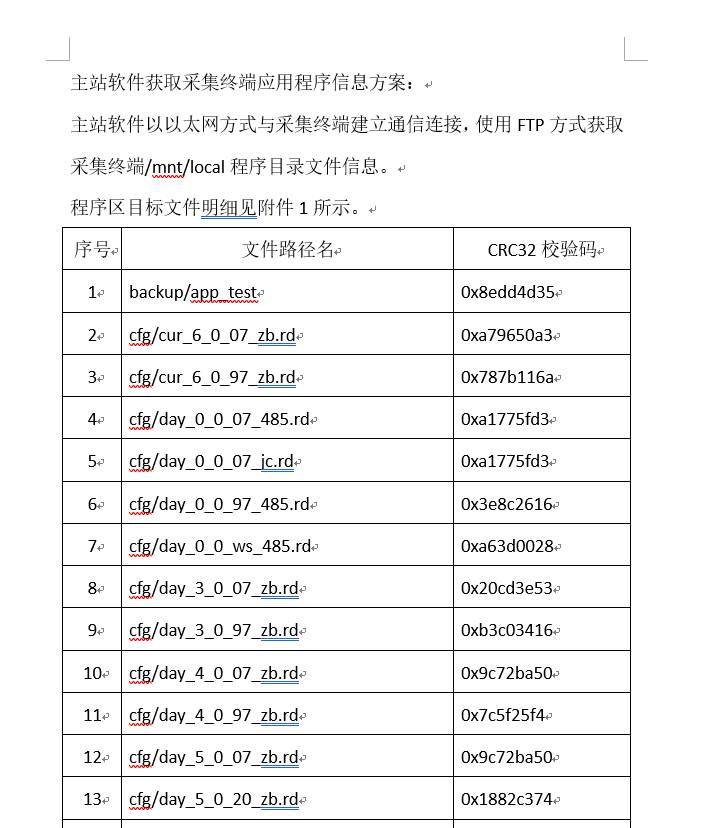 主站软件获取采集终端应用程序信息方案：
主站软件以以太网方式与采集终端建立通信连接，使用 FTP 方式获取
采集终端/mnt/local 程序目录文件信息。
程序区目标文件明细见附件 1 所示。
序号 文件路径名 CRC32 校验码
1 backup/app_test 0x8edd4d35
2 cfg/cur_6_0_07_zb.rd 0xa79650a3
3 cfg/cur_6_0_97_zb.rd 0x787b116a
4 cfg/day_0_0_07_485.rd 0xa1775fd3
5 cfg/day_0_0_07_jc.rd 0xa1775fd3
6 cfg/day_0_0_97_485.rd 0x3e8c2616
7 cfg/day_0_0_ws_485.rd 0xa63d0028
8 cfg/day_3_0_07_zb.rd 0x20cd3e53
9 cfg/day_3_0_97_zb.rd 0xb3c03416
10 cfg/day_4_0_07_zb.rd 0x9c72ba50
11 cfg/day_4_0_97_zb.rd 0x7c5f25f4
12 cfg/day_5_0_07_zb.rd 0x9c72ba50
13 cfg/day_5_0_20_zb.rd 0x1882c374